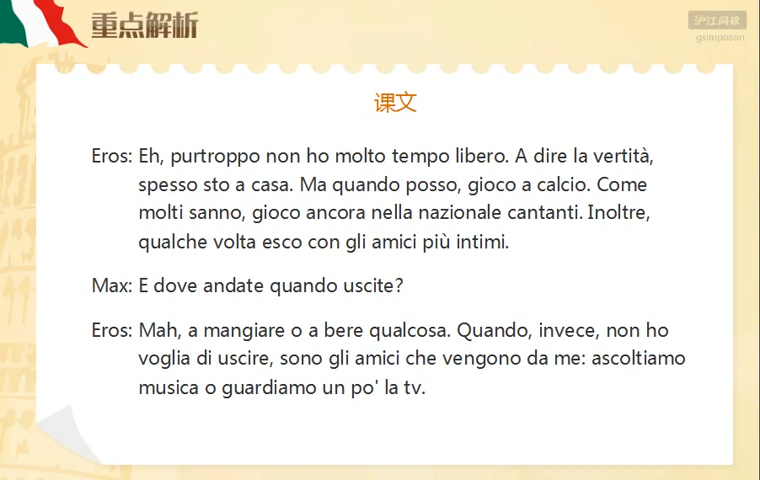 重点解析
沪江网校
gsimposon
课文
Eros: Eh, purtroppo non ho molto tempo libero. A dire la vertità,
spesso sto a casa. Ma quando posso, gioco a calcio. Come
molti sanno, gioco ancora nella nazionale cantanti. Inoltre,
qualche volta esco con gli amici più intimi.
Max: E dove andate quando uscite?
Eros: Mah, a mangiare o a bere qualcosa. Quando, invece, non ho
voglia di uscire, sono gli amici che vengono da me: ascoltiamo
musica o guardiamo un po' la tv.